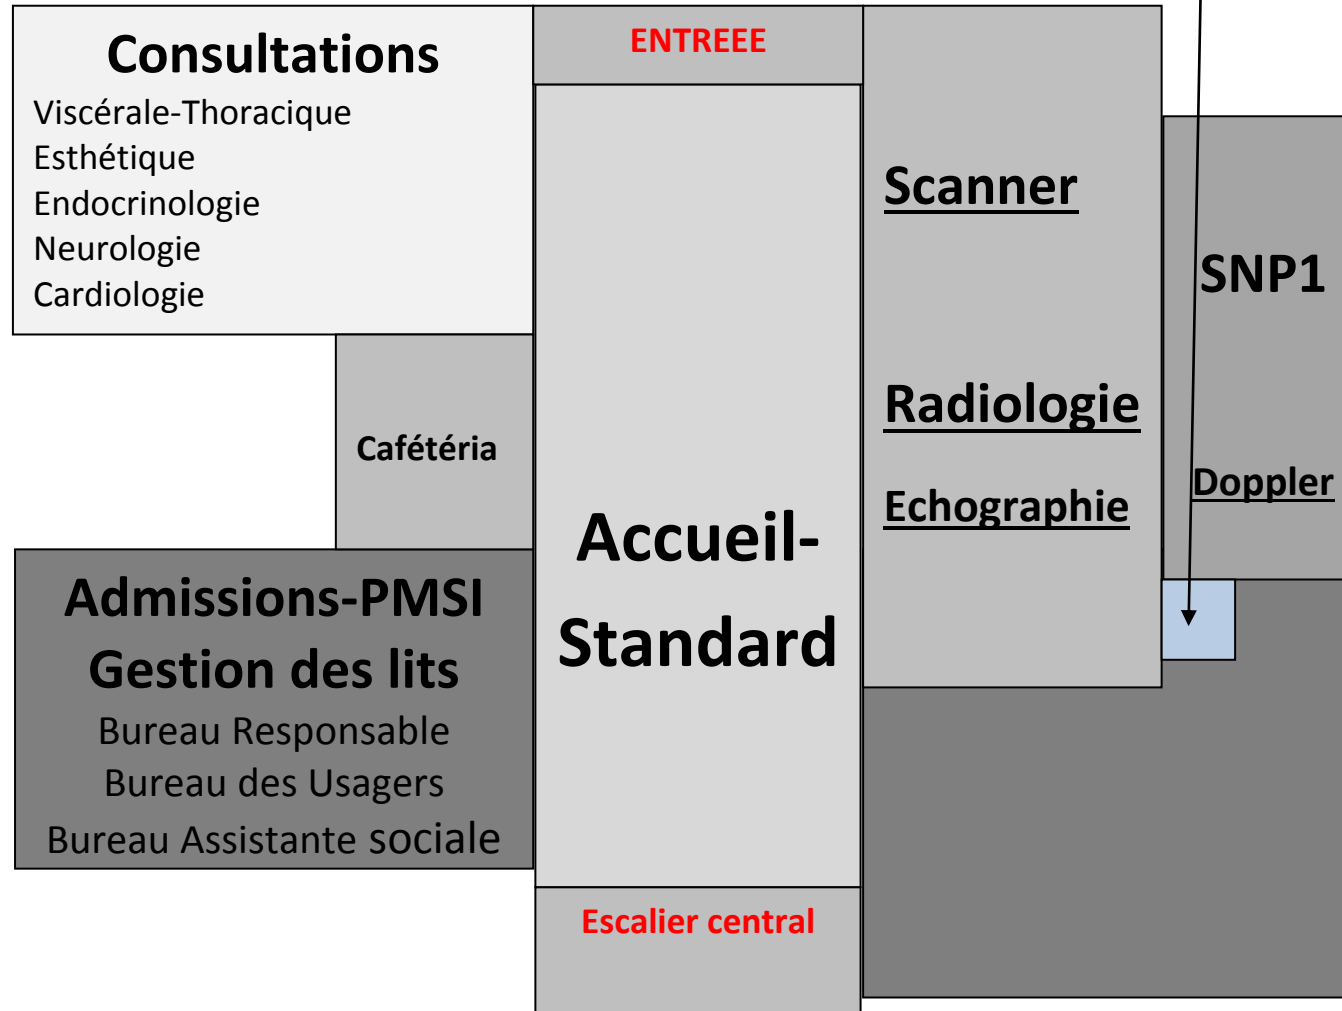 Consultations
Viscérale-Thoracique
Esthétique
Endocrinologie
Neurologie
Cardiologie
ENTREEE
Scanner
SNP1
Radiologie
Cafétéria
Doppler
Echographie
Accueil-
Standard
Admissions-PMSI
Gestion des lits
Bureau Responsable
Bureau des Usagers
Bureau Assistante sociale
Escalier central